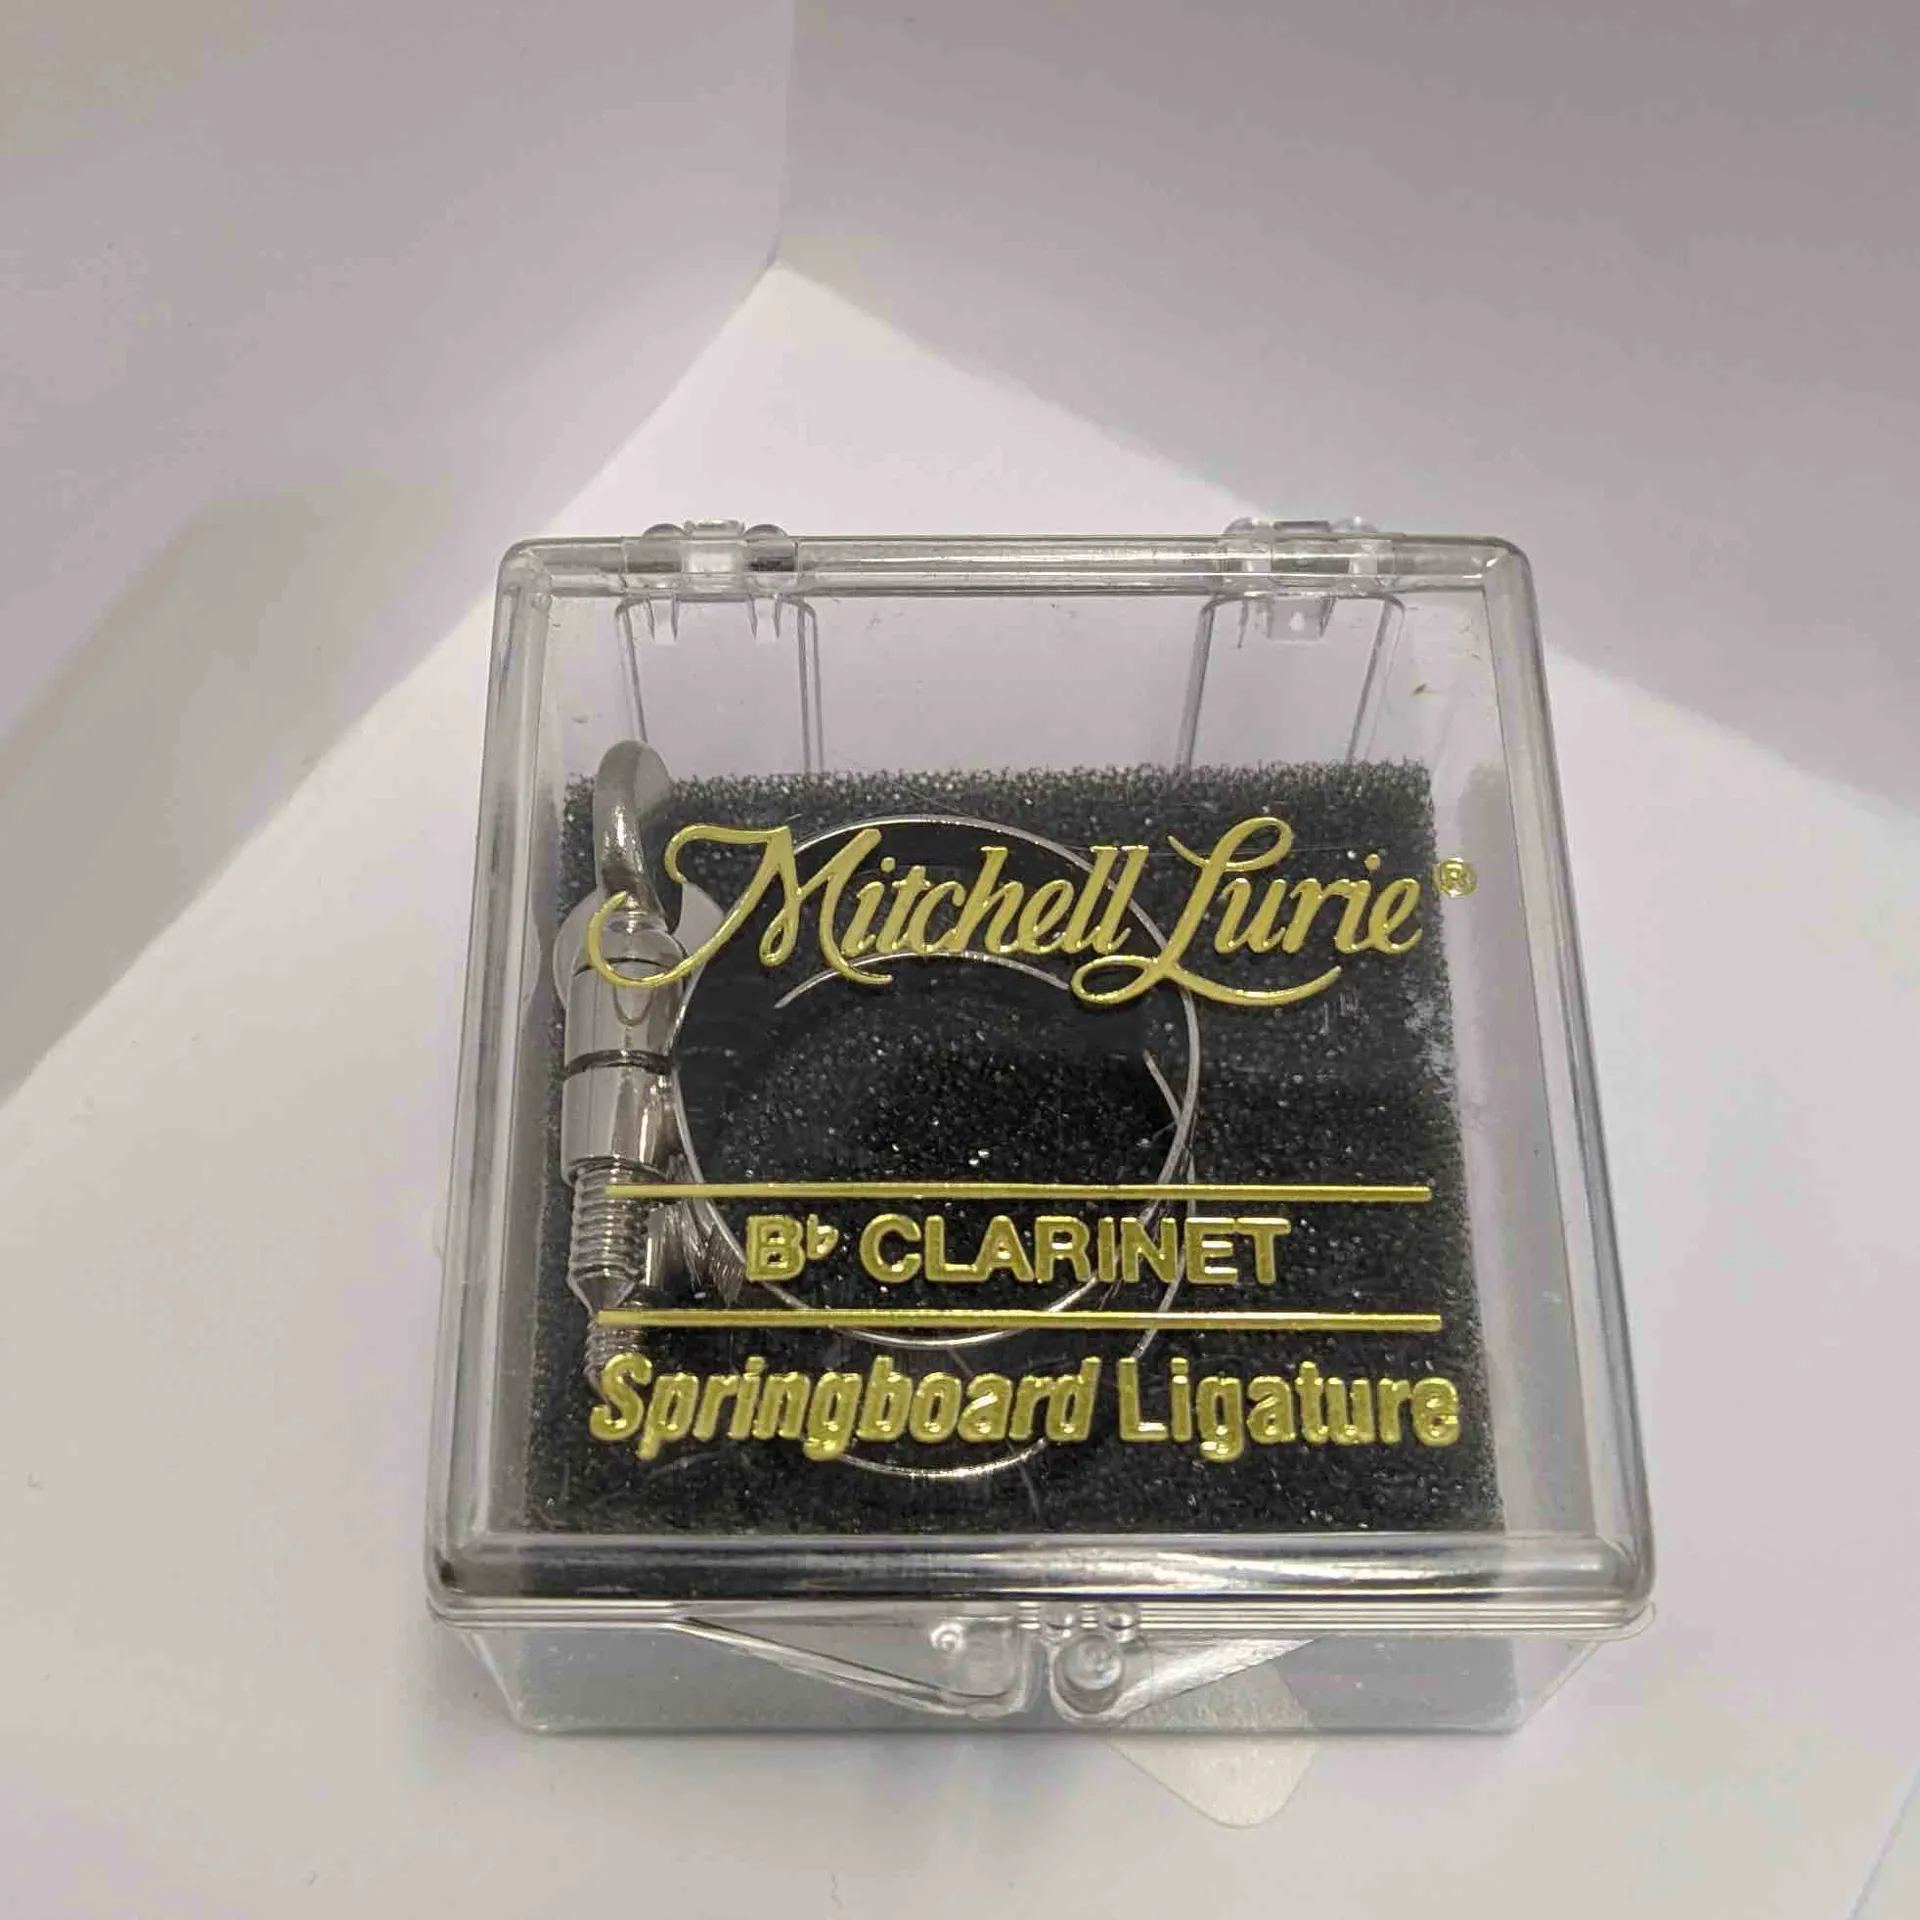 Mitchell Lurie®
B♭ CLARINET
Springboard Ligature